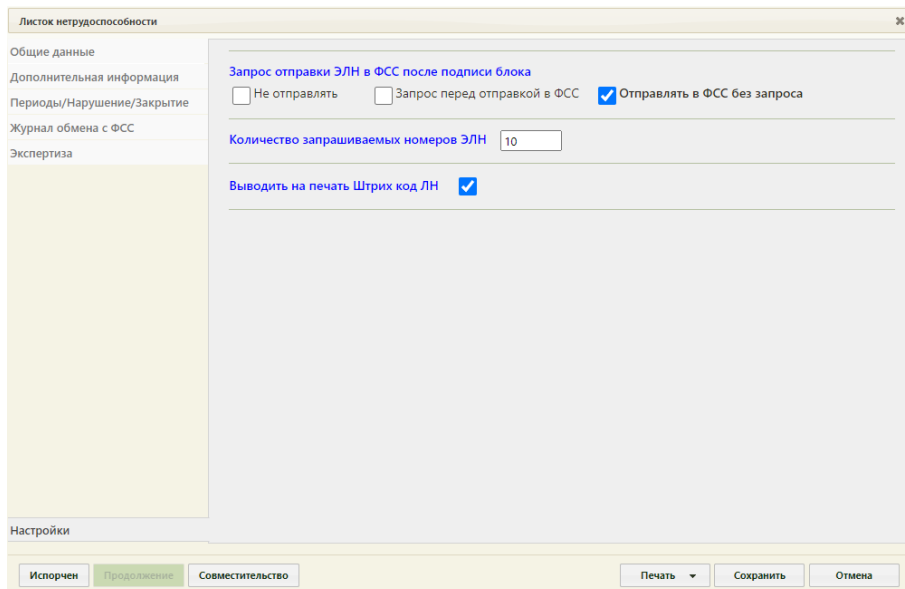 Листок нетрудоспособности
Общие данные
Дополнительная информация
Периоды/Нарушение/Закрытие
Журнал обмена с ФСС
Экспертиза
Запрос отправки ЭЛН в ФСС после подписи блока
Не отправлять Запрос перед отправкой в ФСС Отправлять в ФСС без запроса
Количество запрашиваемых номеров ЭЛН 10
Выводить на печать Штрих код ЛН
Настройки
Испорчен Продолжение Совместительство Печать Сохранить Отмена